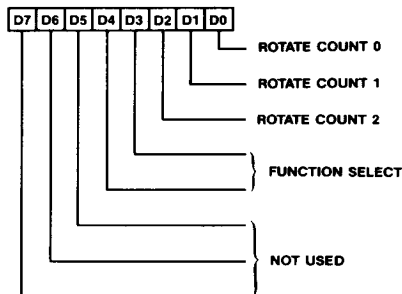 D7 D6 D5 D4 D3 D2 D1 D0
ROTATE COUNT 0
ROTATE COUNT 1
ROTATE COUNT 2
FUNCTION SELECT
NOT USED